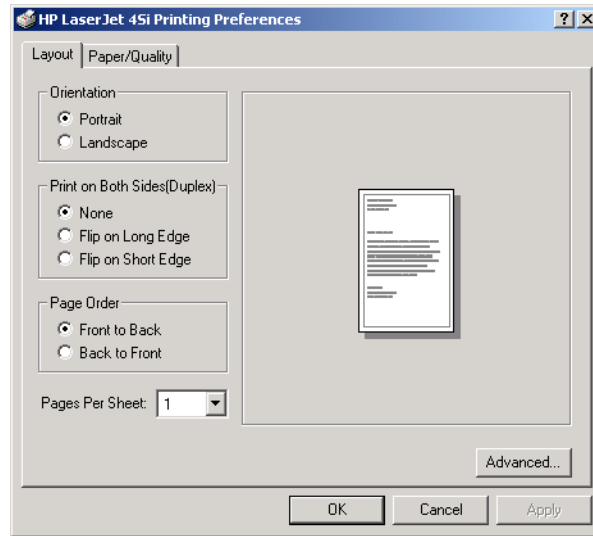 HP LaserJet 4Si Printing Preferences
Layout
Paper/Quality
Orientation
Portrait
Landscape
Print on Both Sides(Duplex)
None
Flip on Long Edge
Flip on Short Edge
Page Order
Front to Back
Back to Front
Pages Per Sheet: 1
Advanced...
OK
Cancel
Apply